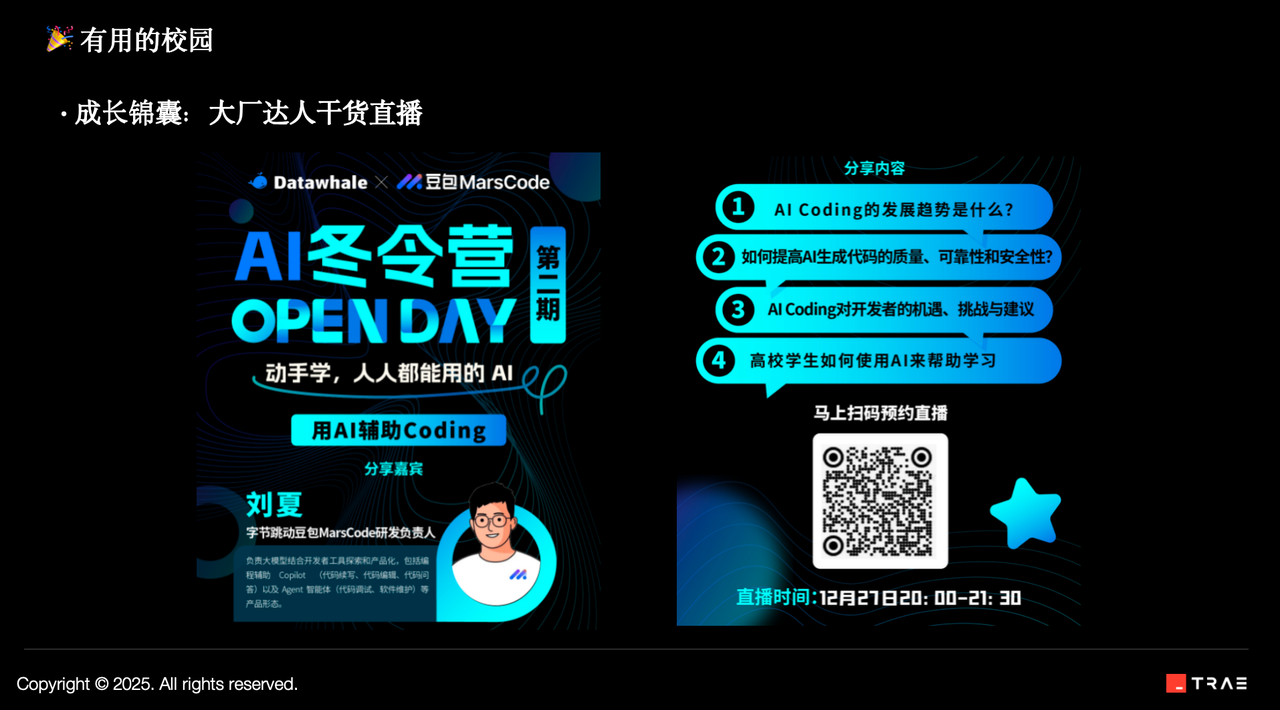 🎉 有用的校园
· 成长锦囊：大厂达人干货直播
Datawhale × 豆包MarsCode
AI冬令营
OPEN DAY
第二期
动手学，人人都能用的 AI
用AI辅助Coding
分享嘉宾
刘夏
字节跳动豆包MarsCode研发负责人
负责大模型结合开发者工具探索和产品化，包括编
程辅助 Copilot （代码续写、代码编辑、代码问
答）以及 Agent 智能体（代码调试、软件维护）等
产品形态。
分享内容
1 AI Coding的发展趋势是什么？
2 如何提高AI生成代码的质量、可靠性和安全性？
3 AI Coding对开发者的机遇、挑战与建议
4 高校学生如何使用AI来帮助学习
马上扫码预约直播
直播时间：12月27日20：00-21：30
Copyright © 2025. All rights reserved.
TRAE